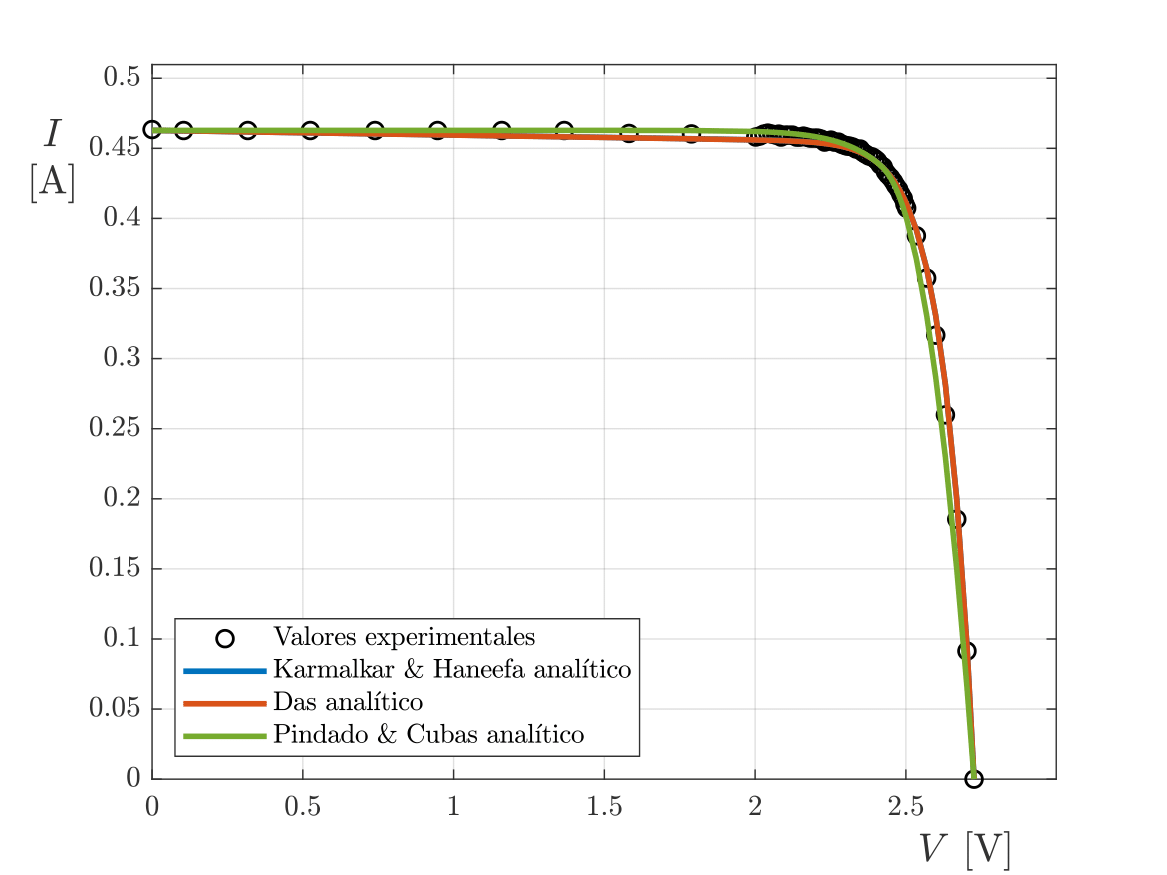 0.5
I
[A]
0.45
0.4
0.35
0.3
0.25
0.2
0.15
0.1
0.05
0
Valores experimentales
Karmalkar & Haneefa analítico
Das analítico
Pindado & Cubas analítico
0 0.5 1 1.5 2 2.5
V [V]